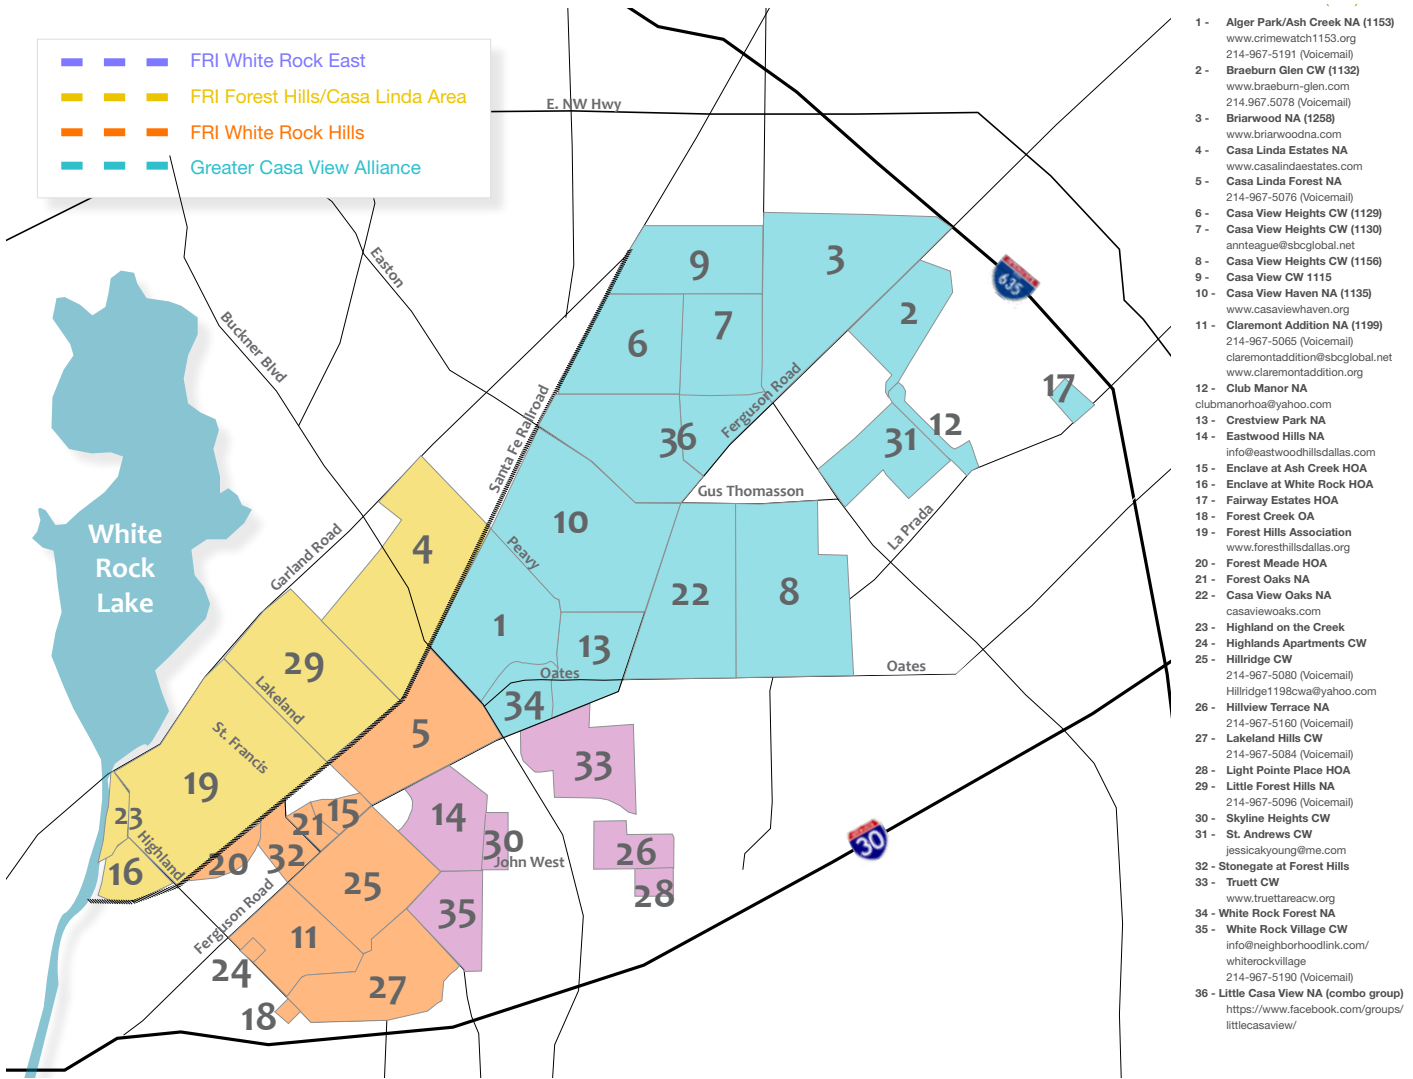 FRI White Rock East
FRI Forest Hills/Casa Linda Area
FRI White Rock Hills
Greater Casa View Alliance
E. NW Hwy
Easton
Buckner Blvd
Santa Fe Railroad
Ferguson Road
Gus Thomasson
La Prada
Garland Road
Peavy
Oates
Oates
Lakeland
St. Francis
Highland
Ferguson Road
John West
White
Rock
Lake
635
30
9
3
2
7
6
17
12
36
31
10
4
22
8
1
13
29
34
5
33
19
23
21
15
14
30
26
16
20
32
25
28
35
11
24
27
18
1 - Alger Park/Ash Creek NA (1153)
www.crimewatch1153.org
214-967-5191 (Voicemail)
2 - Braeburn Glen CW (1132)
www.braeburn-glen.com
214.967.5078 (Voicemail)
3 - Briarwood NA (1258)
www.briarwoodna.com
4 - Casa Linda Estates NA
www.casalindaestates.com
5 - Casa Linda Forest NA
214-967-5076 (Voicemail)
6 - Casa View Heights CW (1129)
7 - Casa View Heights CW (1130)
annteague@sbcglobal.net
8 - Casa View Heights CW (1156)
9 - Casa View CW 1115
10 - Casa View Haven NA (1135)
www.casaviewhaven.org
11 - Claremont Addition NA (1199)
214-967-5065 (Voicemail)
claremontaddition@sbcglobal.net
www.claremontaddition.org
12 - Club Manor NA
clubmanorhoa@yahoo.com
13 - Crestview Park NA
14 - Eastwood Hills NA
info@eastwoodhillsdallas.com
15 - Enclave at Ash Creek HOA
16 - Enclave at White Rock HOA
17 - Fairway Estates HOA
18 - Forest Creek OA
19 - Forest Hills Association
www.foresthillsdallas.org
20 - Forest Meade HOA
21 - Forest Oaks NA
22 - Casa View Oaks NA
casaviewoaks.com
23 - Highland on the Creek
24 - Highlands Apartments CW
25 - Hillridge CW
214-967-5080 (Voicemail)
Hillridge1198cwa@yahoo.com
26 - Hillview Terrace NA
214-967-5160 (Voicemail)
27 - Lakeland Hills CW
214-967-5084 (Voicemail)
28 - Light Pointe Place HOA
29 - Little Forest Hills NA
214-967-5096 (Voicemail)
30 - Skyline Heights CW
31 - St. Andrews CW
jessicakyoung@me.com
32 - Stonegate at Forest Hills
33 - Truett CW
www.truettareacw.org
34 - White Rock Forest NA
35 - White Rock Village CW
info@neighborhoodlink.com/
whiterockvillage
214-967-5190 (Voicemail)
36 - Little Casa View NA (combo group)
https://www.facebook.com/groups/
littlecasaview/